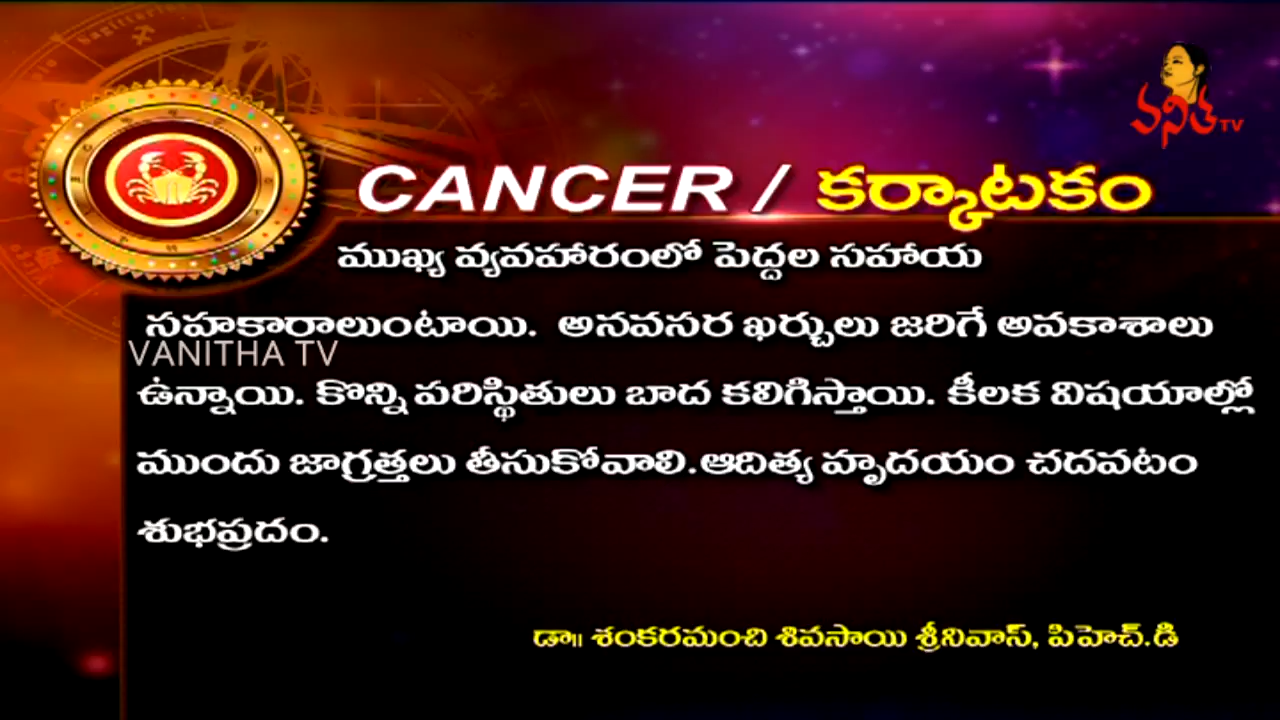 Sagittarius
వనిత TV
CANCER / కర్కాటకం
ముఖ్య వ్యవహారంలో పెద్దల సహాయ
సహకారాలుంటాయి. అనవసర ఖర్చులు జరిగే అవకాశాలు
VANITHA TV
ఉన్నాయి. కొన్ని పరిస్థితులు బాద కలిగిస్తాయి. కీలక విషయాల్లో
ముందు జాగ్రత్తలు తీసుకోవాలి.ఆదిత్య హృదయం చదవటం
శుభప్రదం.
డా॥ శంకరమంచి శివసాయి శ్రీనివాస్, పిహెచ్.డి